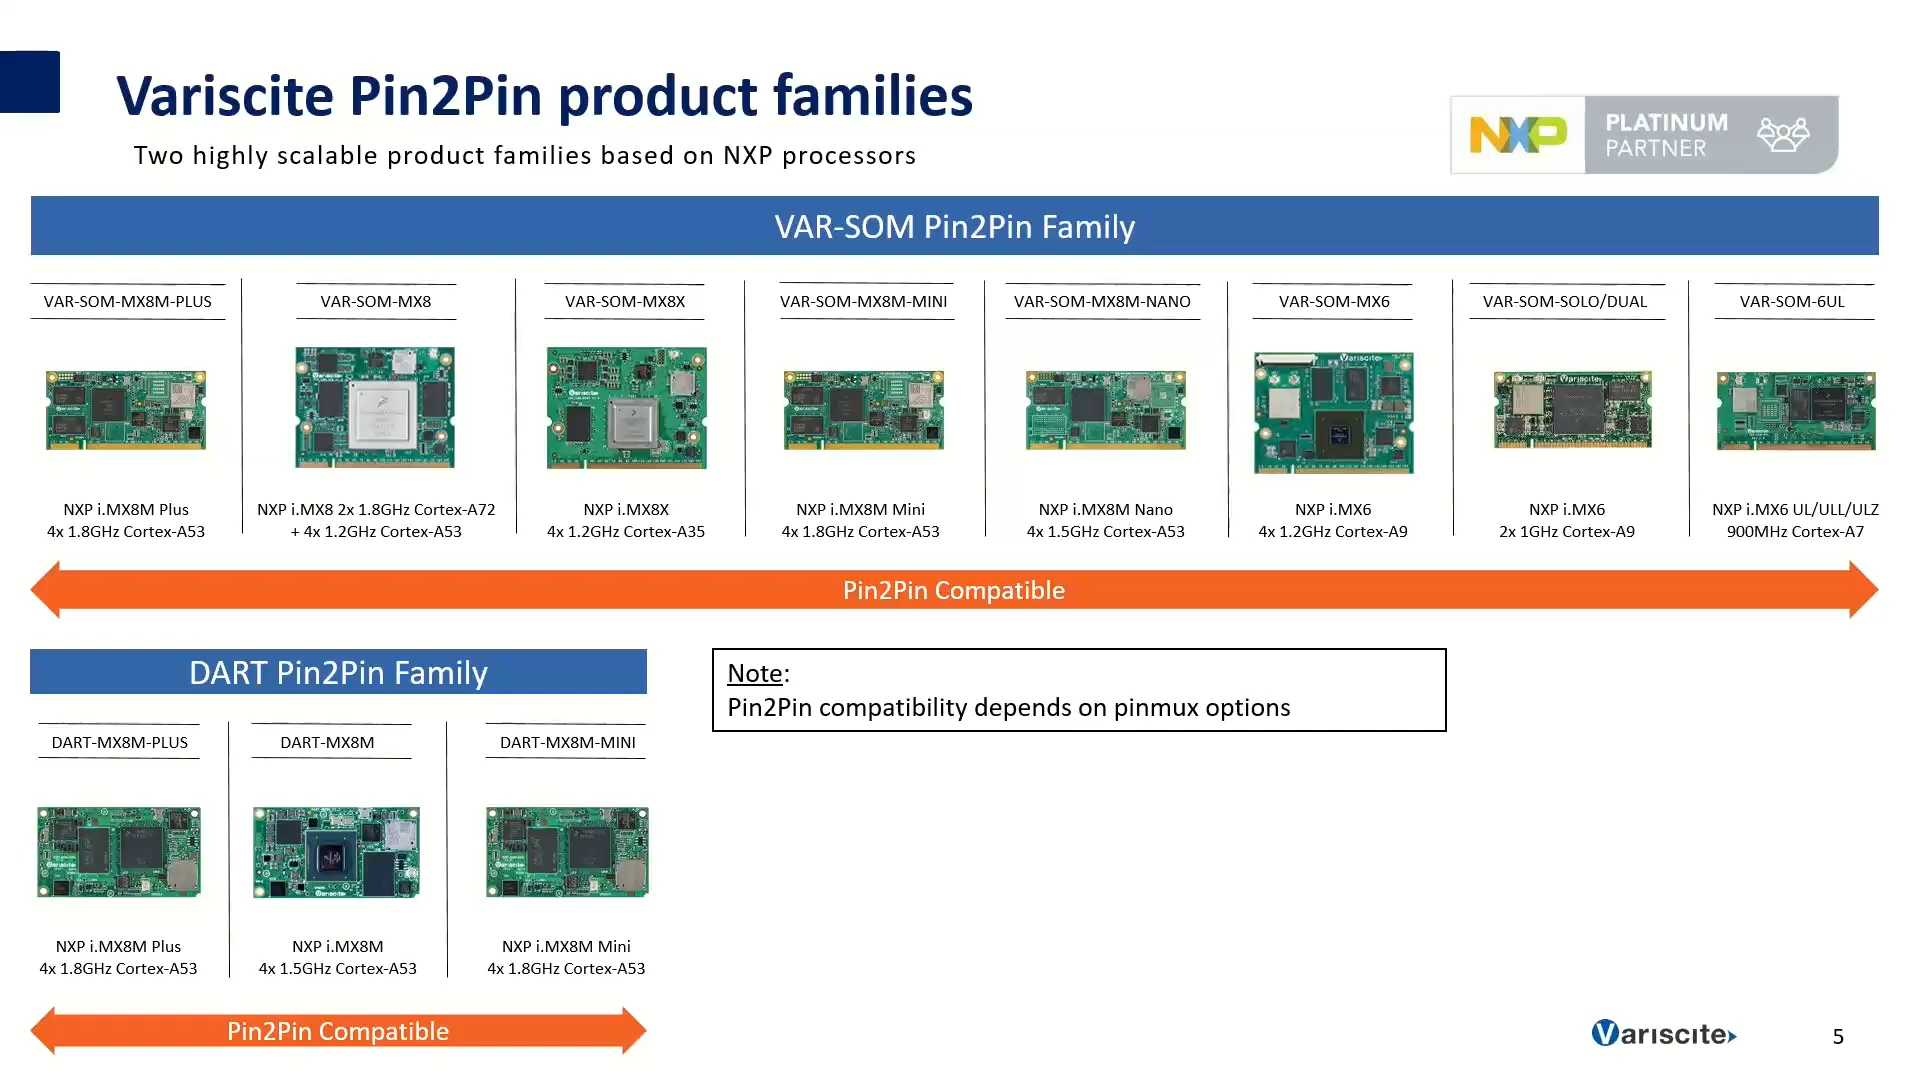 Variscite Pin2Pin product families
Two highly scalable product families based on NXP processors
NXP
PLATINUM
PARTNER
VAR-SOM Pin2Pin Family
VAR-SOM-MX8M-PLUS
NXP i.MX8M Plus
4x 1.8GHz Cortex-A53
VAR-SOM-MX8
NXP i.MX8 2x 1.8GHz Cortex-A72
+ 4x 1.2GHz Cortex-A53
VAR-SOM-MX8X
NXP i.MX8X
4x 1.2GHz Cortex-A35
VAR-SOM-MX8M-MINI
NXP i.MX8M Mini
4x 1.8GHz Cortex-A53
VAR-SOM-MX8M-NANO
NXP i.MX8M Nano
4x 1.5GHz Cortex-A53
VAR-SOM-MX6
Variscite
NXP i.MX6
4x 1.2GHz Cortex-A9
VAR-SOM-SOLO/DUAL
Variscite
NXP i.MX6
2x 1GHz Cortex-A9
VAR-SOM-6UL
NXP i.MX6 UL/ULL/ULZ
900MHz Cortex-A7
Pin2Pin Compatible
DART Pin2Pin Family
DART-MX8M-PLUS
NXP i.MX8M Plus
4x 1.8GHz Cortex-A53
DART-MX8M
Variscite
NXP i.MX8M
4x 1.5GHz Cortex-A53
DART-MX8M-MINI
NXP i.MX8M Mini
4x 1.8GHz Cortex-A53
Pin2Pin Compatible
Note:
Pin2Pin compatibility depends on pinmux options
Variscite
5